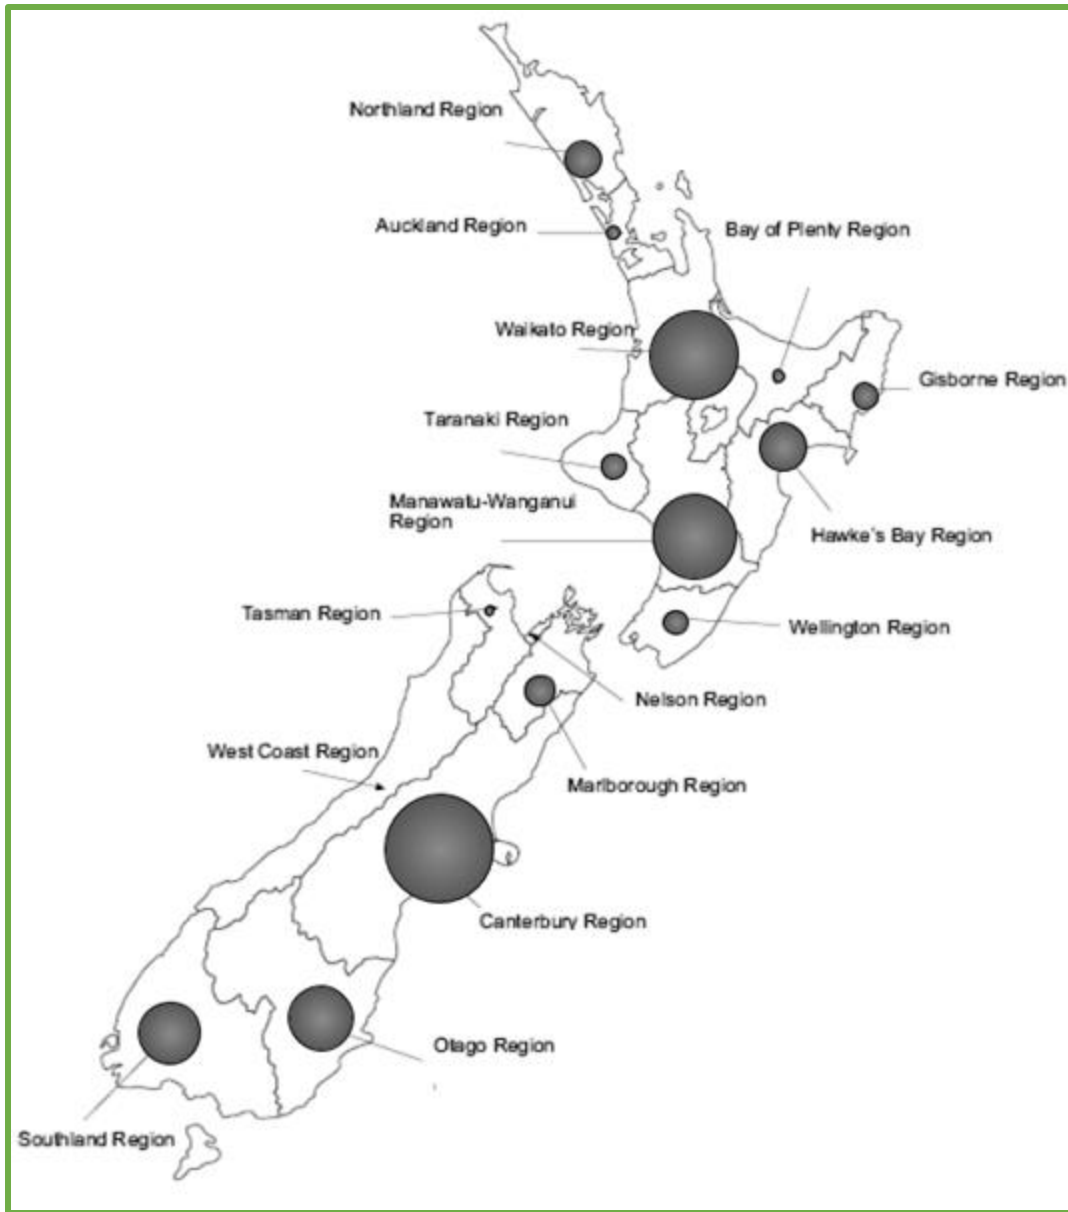 Northland Region
Auckland Region
Bay of Plenty Region
Waikato Region
Gisborne Region
Taranaki Region
Manawatu-Wanganui
Region
Hawke's Bay Region
Tasman Region
Wellington Region
Nelson Region
West Coast Region
Marlborough Region
Canterbury Region
Otago Region
Southland Region